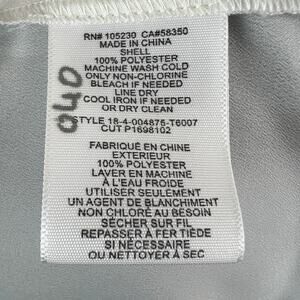 RN# 105230 CA#58350
MADE IN CHINA
SHELL
100% POLYESTER
MACHINE WASH COLD
ONLY NON-CHLORINE
BLEACH IF NEEDED
LINE DRY
COOL IRON IF NEEDED
OR DRY CLEAN
STYLE 18-4-004875-T6007
CUT P1698102
FABRIQUÉ EN CHINE
EXTERIEUR
100% POLYESTER
LAVER EN MACHINE
À L'EAU FROIDE
UTILISER SEULEMENT
UN AGENT DE BLANCHIMENT
NON CHLORÉ AU BESOIN
SÉCHER SUR FIL
REPASSER À FER TIÈDE
SI NÉCESSAIRE
OU NETTOYER À SEC
040